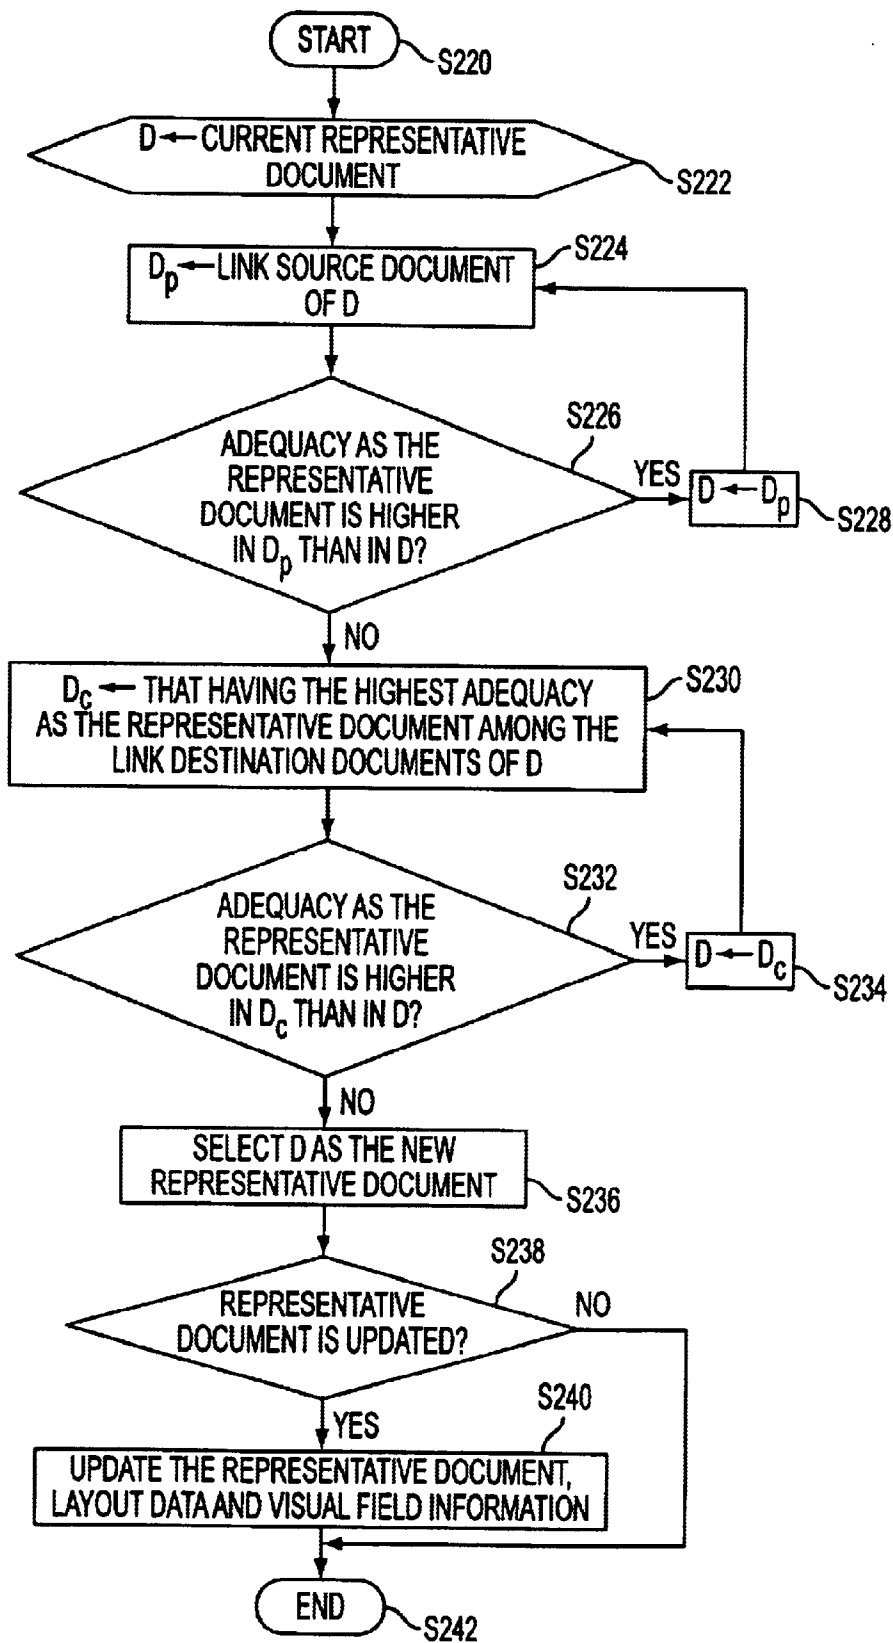 START
S220
D ← CURRENT REPRESENTATIVE
DOCUMENT
S222
S224
Dp ← LINK SOURCE DOCUMENT
OF D
S226
ADEQUACY AS THE
REPRESENTATIVE
DOCUMENT IS HIGHER
IN Dp THAN IN D?
YES
D ← Dp
S228
NO
S230
Dc ← THAT HAVING THE HIGHEST ADEQUACY
AS THE REPRESENTATIVE DOCUMENT AMONG THE
LINK DESTINATION DOCUMENTS OF D
S232
ADEQUACY AS THE
REPRESENTATIVE
DOCUMENT IS HIGHER
IN Dc THAN IN D?
YES
D ← Dc
S234
NO
SELECT D AS THE NEW
REPRESENTATIVE DOCUMENT
S236
S238
REPRESENTATIVE
DOCUMENT IS UPDATED?
NO
YES
S240
UPDATE THE REPRESENTATIVE DOCUMENT,
LAYOUT DATA AND VISUAL FIELD INFORMATION
END
S242